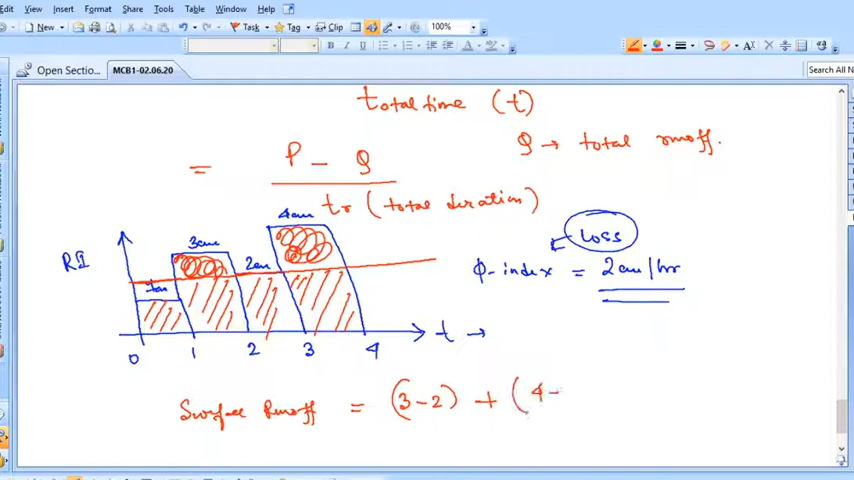 File View Insert Format Share Tools Table Window Help
New Print Task Tag Clip 100%
B I U
Open Section... MCB1-02.06.20 Search All N
total time (t)
= P - Q Q → total runoff.
tr (total duration)
4cm
3cm loss
RI 2cm φ-index = 2cm/hr
1cm
t →
0 1 2 3 4
Surface Runoff = (3-2) + (4-